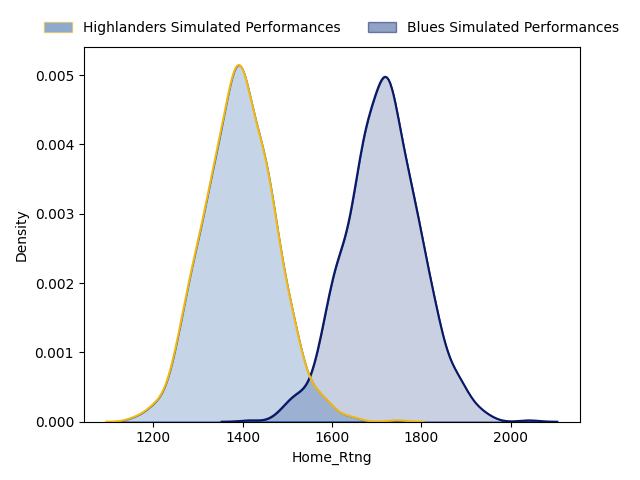 Highlanders Simulated Performances
Blues Simulated Performances
0.005
0.004
0.003
0.002
0.001
0.000
Density
1200
1400
1600
1800
2000
Home_Rtng